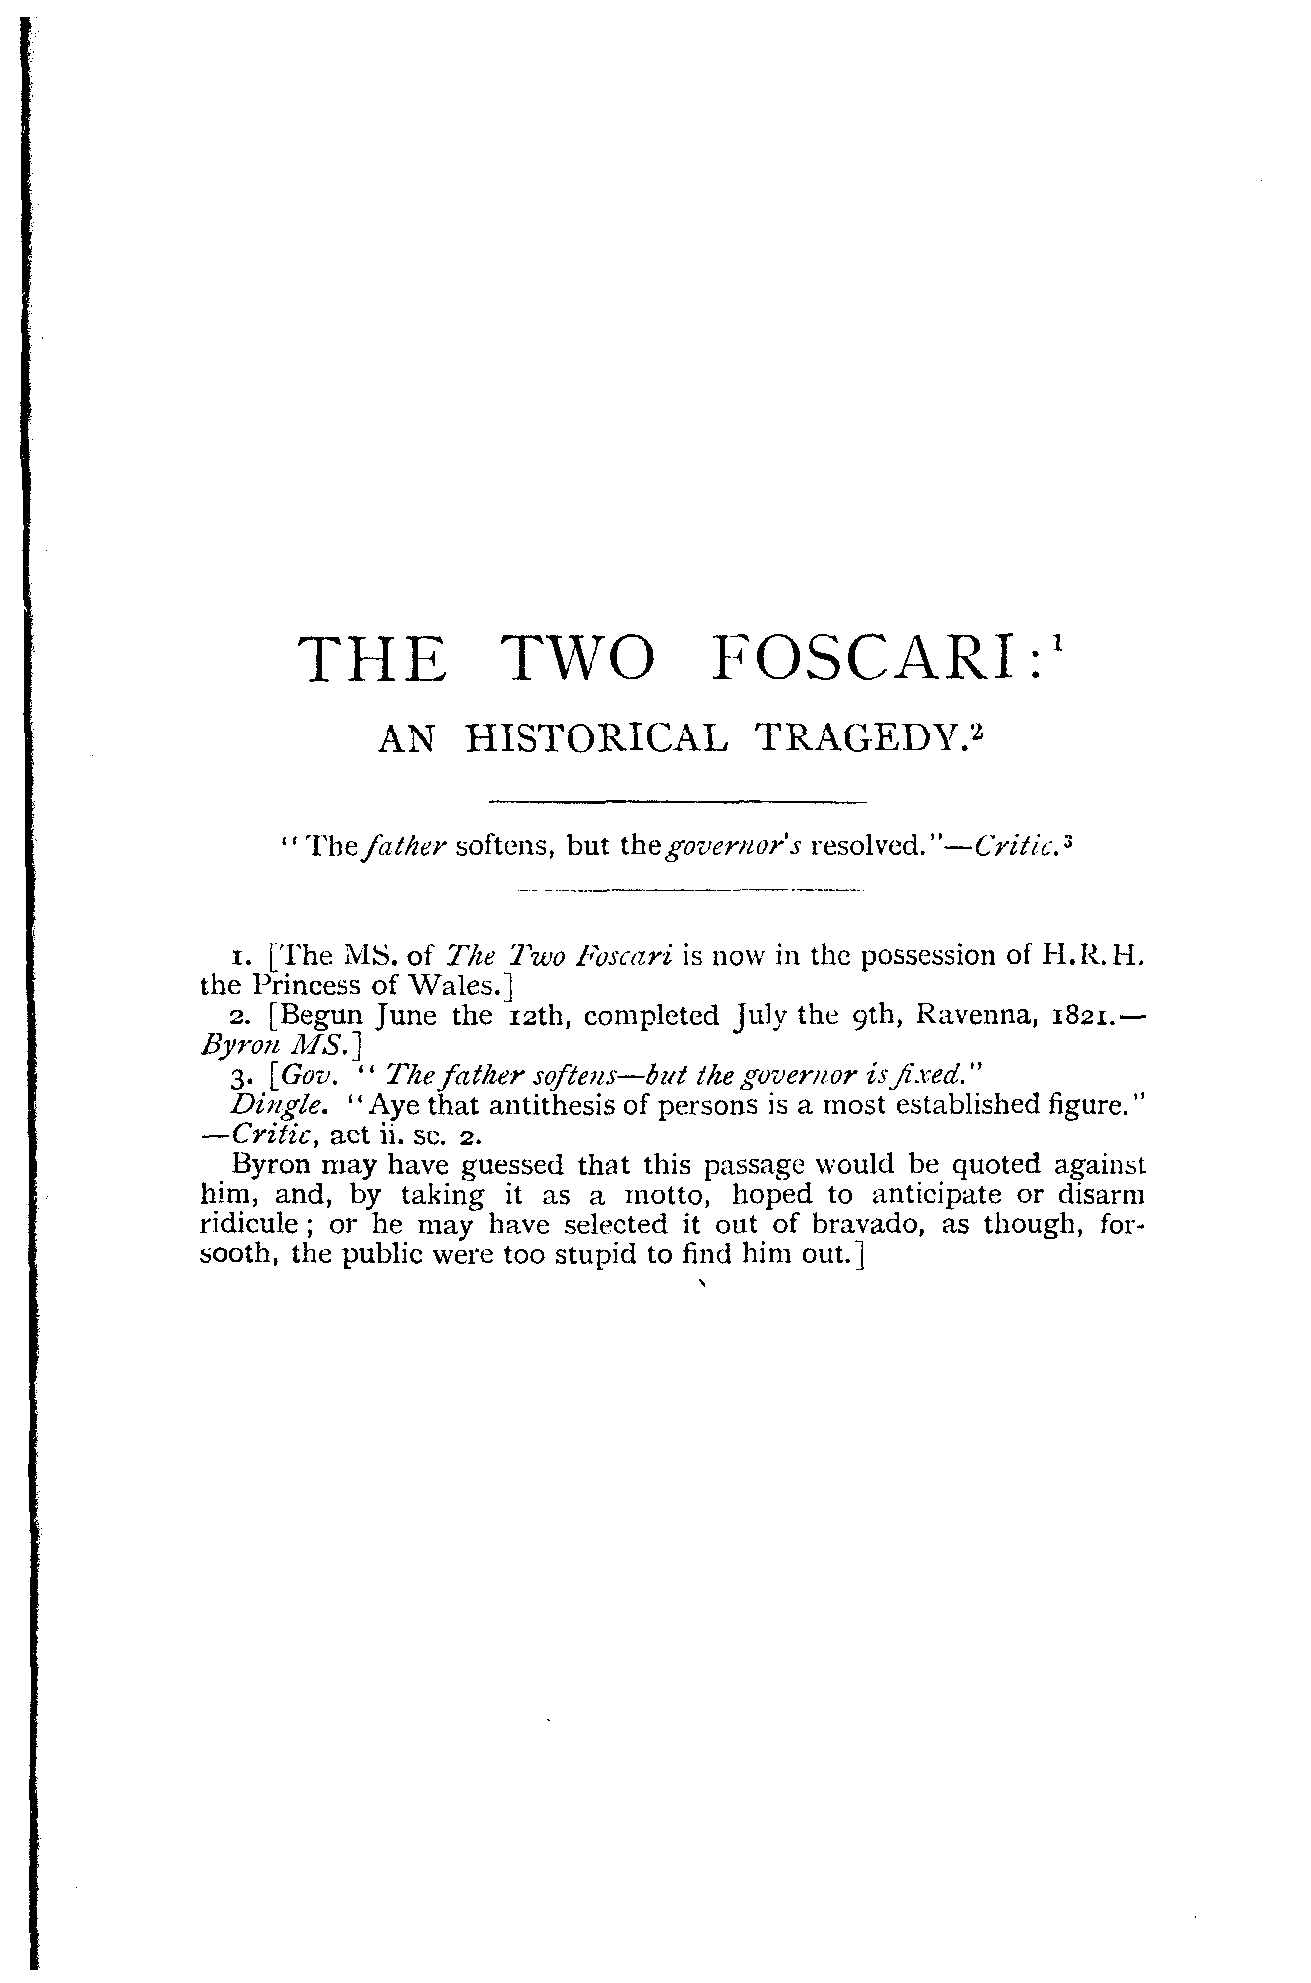 THE TWO FOSCARI:¹
AN HISTORICAL TRAGEDY.²
"The father softens, but the governor's resolved."—Critic.³
1. [The MS. of The Two Foscari is now in the possession of H.R.H.
the Princess of Wales.]
2. [Begun June the 12th, completed July the 9th, Ravenna, 1821.—
Byron MS.]
3. [Gov. "The father softens—but the governor is fixed."
Dingle. "Aye that antithesis of persons is a most established figure."
—Critic, act ii. sc. 2.
Byron may have guessed that this passage would be quoted against
him, and, by taking it as a motto, hoped to anticipate or disarm
ridicule; or he may have selected it out of bravado, as though, for-
sooth, the public were too stupid to find him out.]